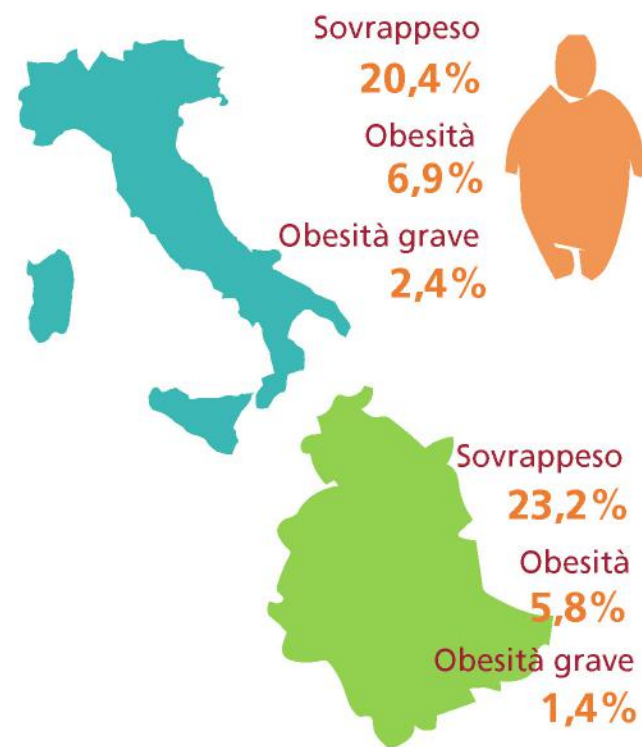 Sovrappeso
20,4%
Obesità
6,9%
Obesità grave
2,4%
Sovrappeso
23,2%
Obesità
5,8%
Obesità grave
1,4%